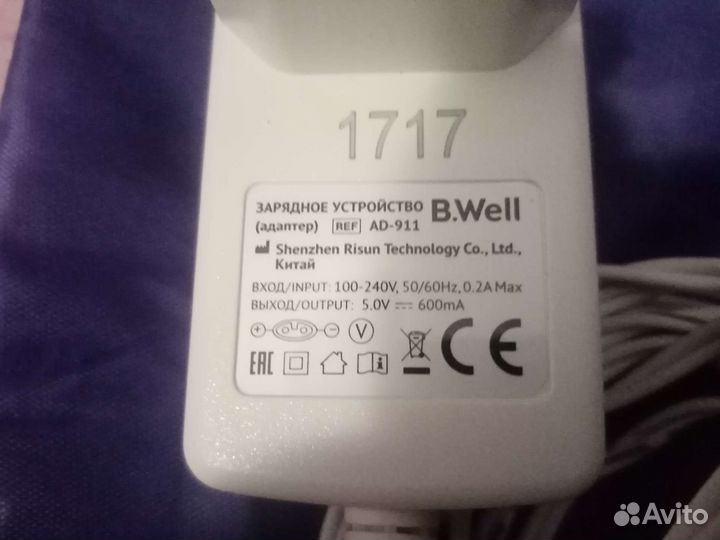 1717
ЗАРЯДНОЕ УСТРОЙСТВО B.Well
(адаптер) REF AD-911
Shenzhen Risun Technology Co., Ltd.,
Китай
ВХОД/INPUT: 100-240V, 50/60Hz, 0.2A Max
ВЫХОД/OUTPUT: 5.0V ⎓ 600mA
V
EAC CE
Avito